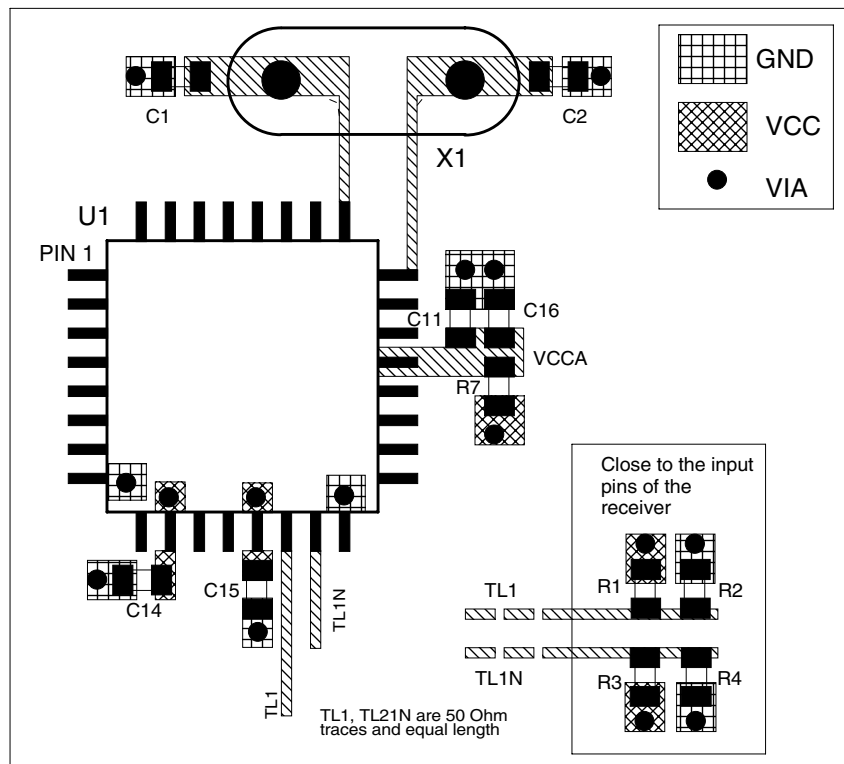 GND
VCC
VIA
C1
C2
X1
U1
PIN 1
C11
C16
VCCA
R7
Close to the input
pins of the
receiver
C14
C15
TL1
TL1N
TL1
TL1N
R1
R2
R3
R4
TL1, TL21N are 50 Ohm
traces and equal length